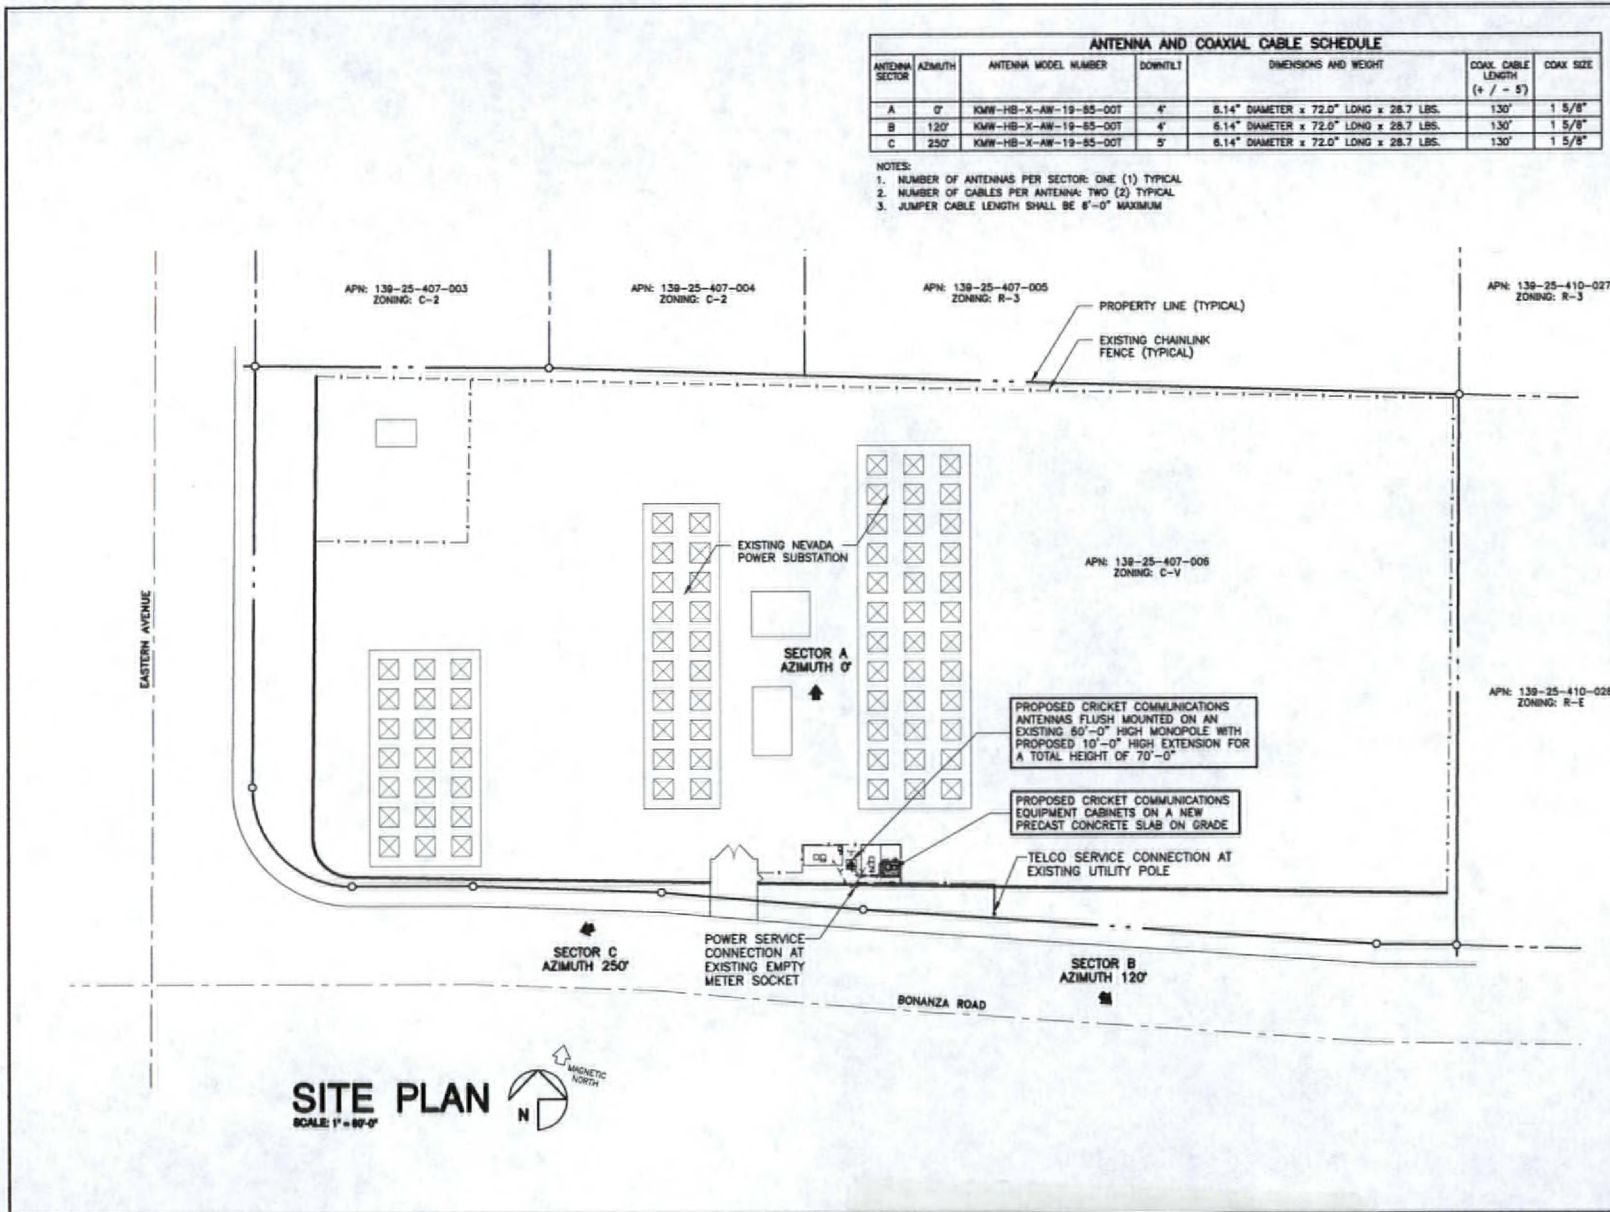 ANTENNA AND COAXIAL CABLE SCHEDULE
ANTENNA SECTOR AZIMUTH ANTENNA MODEL NUMBER DOWNTILT DIMENSIONS AND WEIGHT COAX. CABLE LENGTH (+ / - 5') COAX SIZE
A 0° KMW-HB-X-AW-19-65-00T 4° 6.14" DIAMETER x 72.0" LONG x 28.7 LBS. 130' 1 5/8"
B 120° KMW-HB-X-AW-19-65-00T 4° 6.14" DIAMETER x 72.0" LONG x 28.7 LBS. 130' 1 5/8"
C 250° KMW-HB-X-AW-19-65-00T 5° 6.14" DIAMETER x 72.0" LONG x 28.7 LBS. 130' 1 5/8"
NOTES:
1. NUMBER OF ANTENNAS PER SECTOR: ONE (1) TYPICAL
2. NUMBER OF CABLES PER ANTENNA: TWO (2) TYPICAL
3. JUMPER CABLE LENGTH SHALL BE 6'-0" MAXIMUM
APN: 139-25-407-003
ZONING: C-2
APN: 139-25-407-004
ZONING: C-2
APN: 139-25-407-005
ZONING: R-3
APN: 139-25-410-027
ZONING: R-3
PROPERTY LINE (TYPICAL)
EXISTING CHAINLINK
FENCE (TYPICAL)
EXISTING NEVADA
POWER SUBSTATION
APN: 139-25-407-006
ZONING: C-V
EASTERN AVENUE
SECTOR A
AZIMUTH 0°
APN: 139-25-410-028
ZONING: R-E
PROPOSED CRICKET COMMUNICATIONS
ANTENNAS FLUSH MOUNTED ON AN
EXISTING 60'-0" HIGH MONOPOLE WITH
PROPOSED 10'-0" HIGH EXTENSION FOR
A TOTAL HEIGHT OF 70'-0"
PROPOSED CRICKET COMMUNICATIONS
EQUIPMENT CABINETS ON A NEW
PRECAST CONCRETE SLAB ON GRADE
TELCO SERVICE CONNECTION AT
EXISTING UTILITY POLE
POWER SERVICE
CONNECTION AT
EXISTING EMPTY
METER SOCKET
SECTOR C
AZIMUTH 250°
SECTOR B
AZIMUTH 120°
BONANZA ROAD
SITE PLAN
SCALE: 1" = 60'-0"
N
MAGNETIC
NORTH